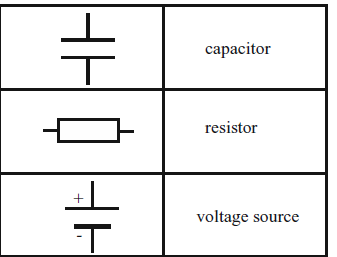 capacitor
resistor
+
-
voltage source